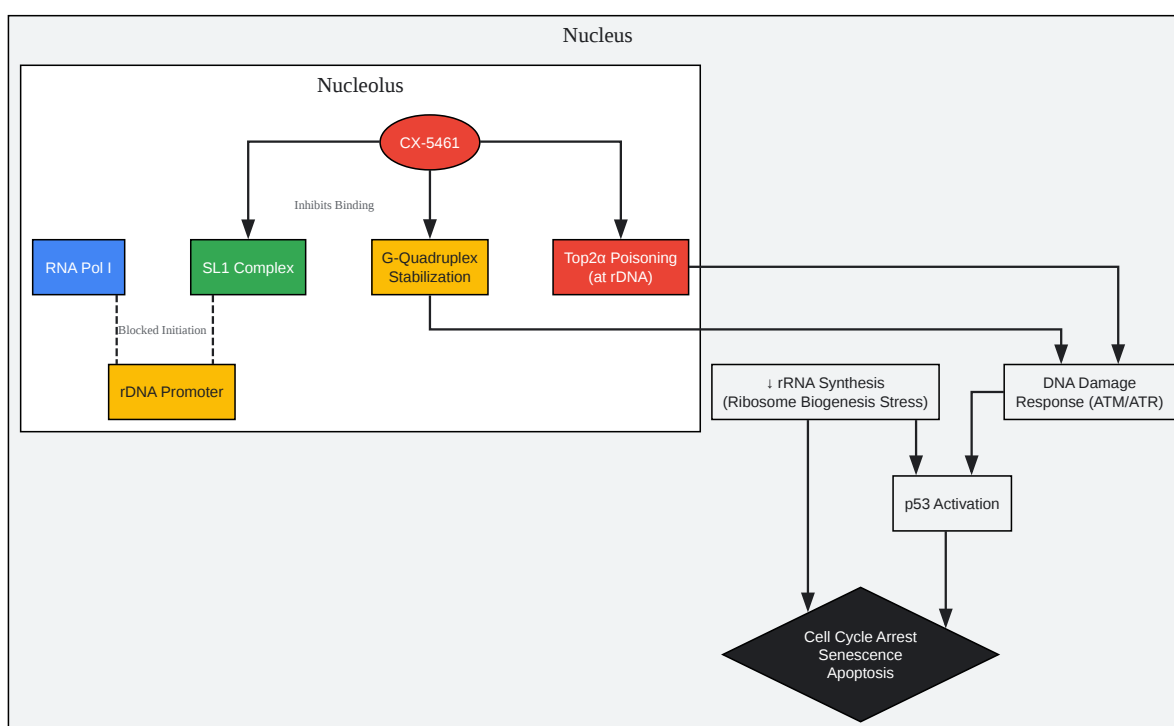 Nucleus
Nucleolus
CX-5461
Inhibits Binding
RNA Pol I
SL1 Complex
G-Quadruplex
Stabilization
Top2α Poisoning
(at rDNA)
Blocked Initiation
rDNA Promoter
↓ rRNA Synthesis
(Ribosome Biogenesis Stress)
DNA Damage
Response (ATM/ATR)
p53 Activation
Cell Cycle Arrest
Senescence
Apoptosis